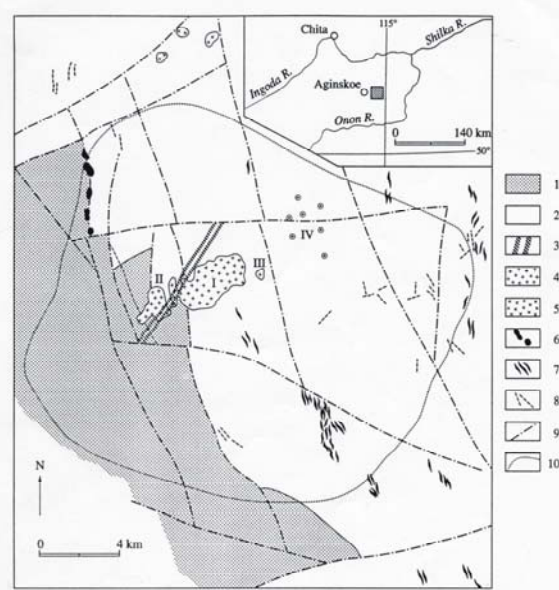 115°
Chita
Shilka R.
Ingoda R.
Aginskoe
Onon R.
0 140 km
50°
1
2
3
4
5
6
7
8
9
10
IV
III
II
I
N
0 4 km